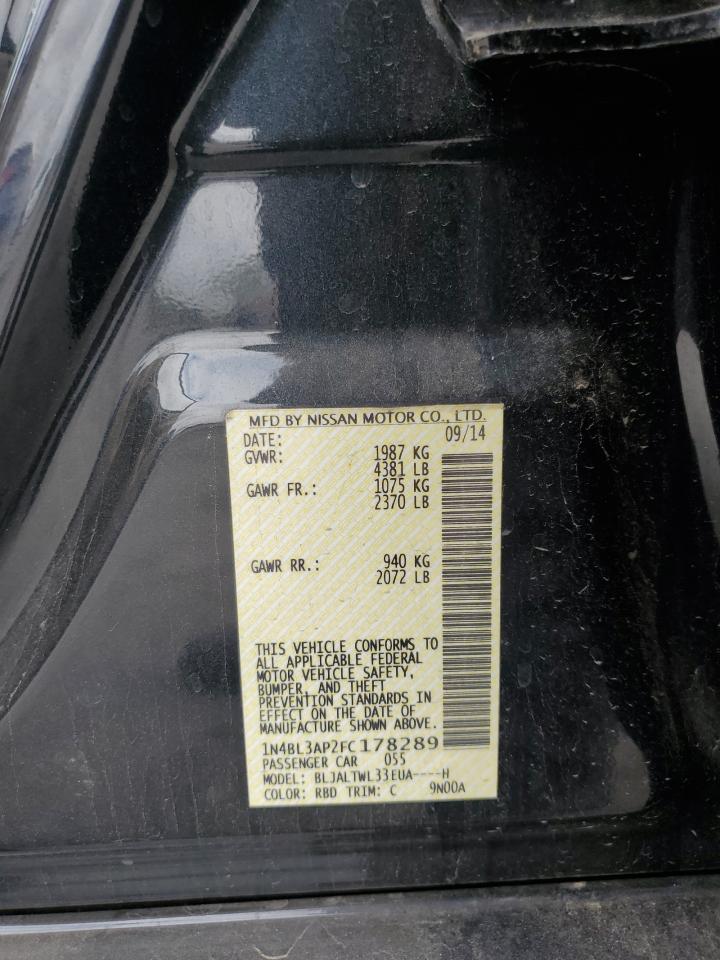 MFD BY NISSAN MOTOR CO., LTD.
DATE: 09/14
GVWR: 1987 KG
4381 LB
GAWR FR.: 1075 KG
2370 LB
GAWR RR.: 940 KG
2072 LB
THIS VEHICLE CONFORMS TO
ALL APPLICABLE FEDERAL
MOTOR VEHICLE SAFETY,
BUMPER, AND THEFT
PREVENTION STANDARDS IN
EFFECT ON THE DATE OF
MANUFACTURE SHOWN ABOVE.
1N4BL3AP2FC178289
PASSENGER CAR 055
MODEL: BLJALTWL33EUA----H
COLOR: RBD TRIM: C 9N00A